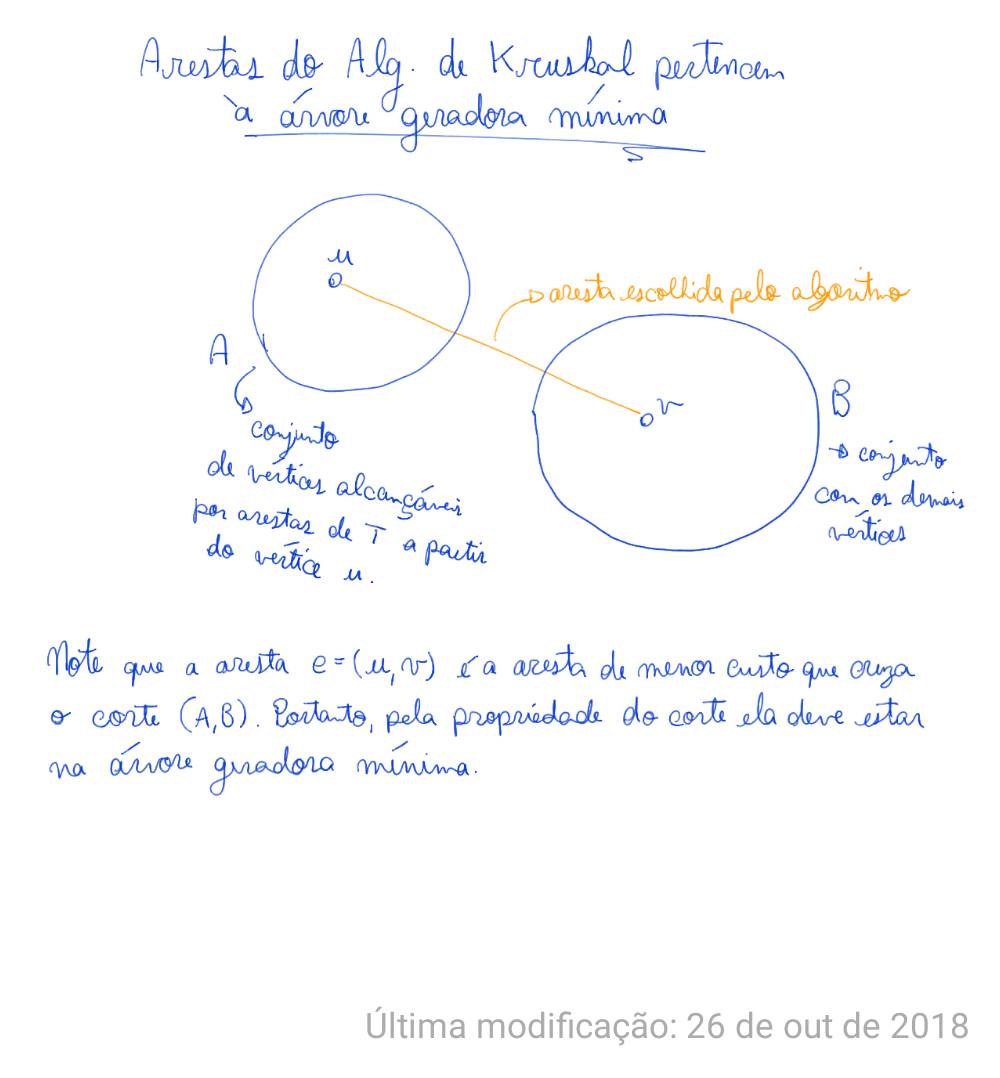 Arestas do Alg. de Kruskal pertencem
à árvore geradora mínima
u
→ aresta escolhida pelo algoritmo
A
v
B
↳ conjunto
de vértices alcançáveis
por arestas de T a partir
do vértice u.
→ conjunto
com os demais
vértices
Note que a aresta e=(u,v) é a aresta de menor custo que cruza
o corte (A,B). Portanto, pela propriedade do corte ela deve estar
na árvore geradora mínima.
Última modificação: 26 de out de 2018